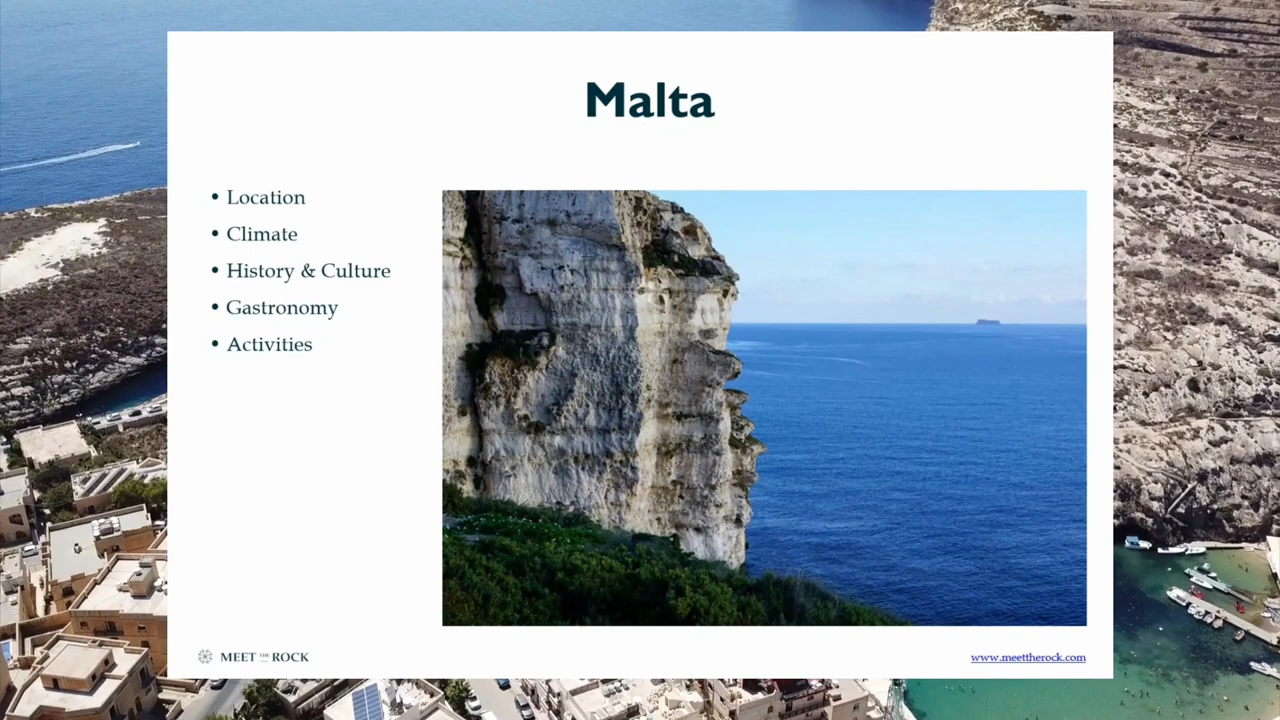 Malta
• Location
• Climate
• History & Culture
• Gastronomy
• Activities
MEET THE ROCK
www.meettherock.com